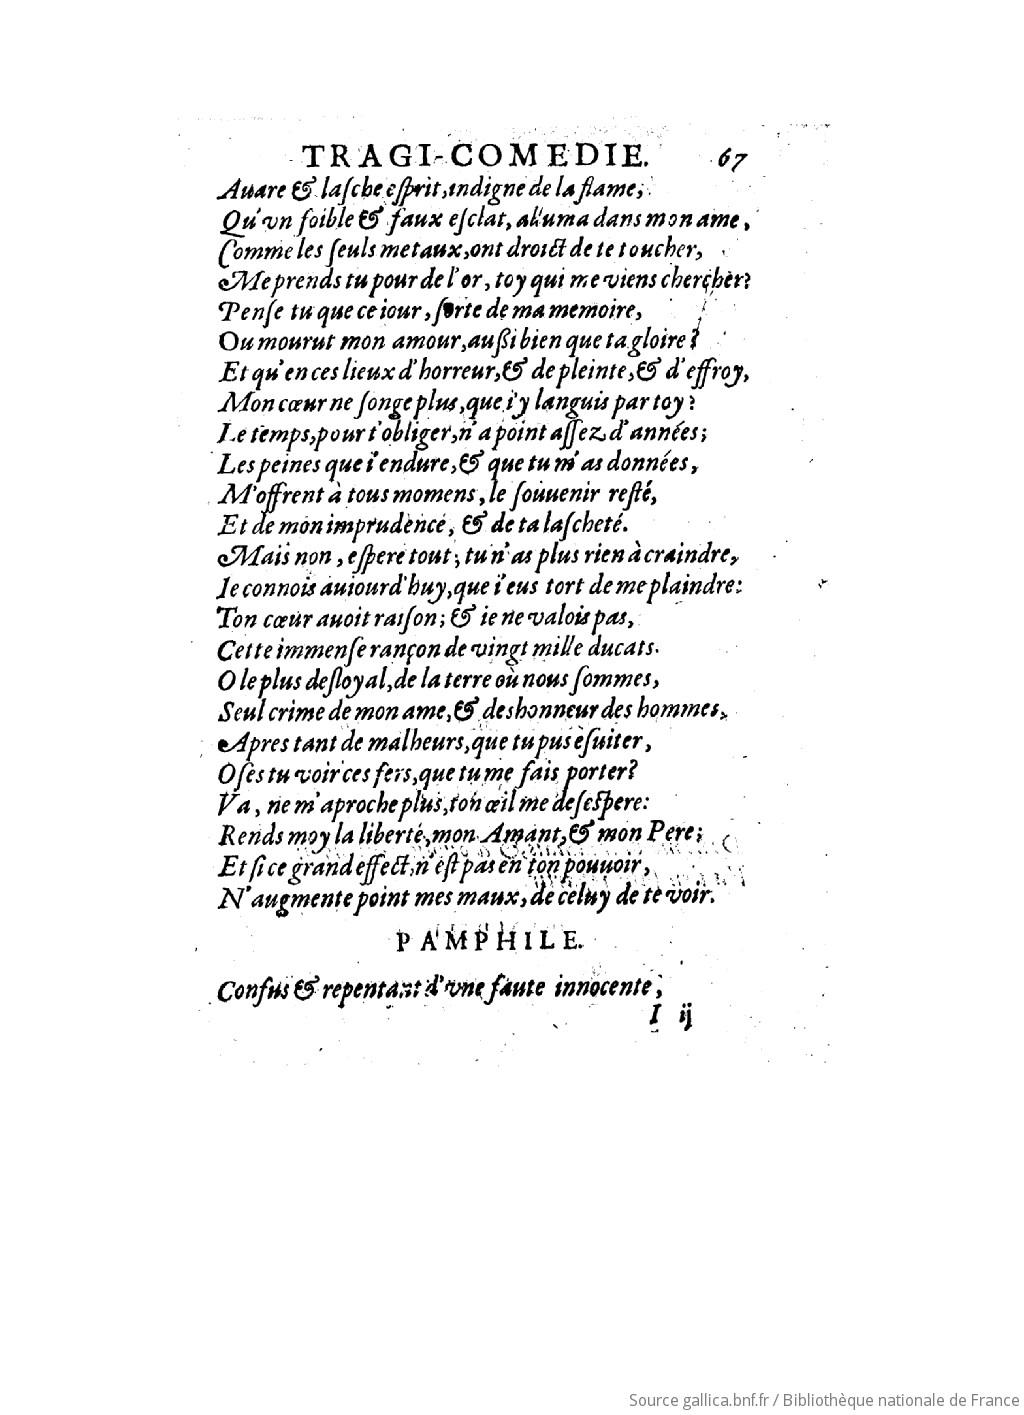 TRAGI-COMEDIE. 67
Auare & laſche eſprit, indigne de la flame,
Qu'vn foible & faux eſclat, aluma dans mon ame,
Comme les ſeuls metaux, ont droict de te toucher,
Me prends tu pour de l'or, toy qui me viens chercher?
Penſe tu que ce iour, ſorte de ma memoire,
Ou mourut mon amour, außi bien que ta gloire?
Et qu'en ces lieux d'horreur, & de pleinte, & d'effroy,
Mon cœur ne ſonge plus, que i'y languis par toy?
Le temps, pour t'obliger, n'a point aſſez d'années;
Les peines que i'endure, & que tu m'as données,
M'offrent à tous momens, le ſouuenir reſté,
Et de mon imprudence, & de ta laſcheté.
Mais non, eſpere tout; tu n'as plus rien à craindre,
Ie connois auiourd'huy, que i'eus tort de me plaindre:
Ton cœur auoit raiſon; & ie ne valois pas,
Cette immenſe rançon de vingt mille ducats.
O le plus deſloyal, de la terre où nous ſommes,
Seul crime de mon ame, & deshonneur des hommes,
Apres tant de malheurs, que tu pus éuiter,
Oſes tu voir ces fers, que tu me fais porter?
Va, ne m'aproche plus, ton œil me deſeſpere:
Rends moy la liberté, mon Amant, & mon Pere;
Et ſi ce grand effect, n'eſt pas en ton pouuoir,
N'augmente point mes maux, de celuy de te voir.
PAMPHILE.
Confus & repentant d'vne faute innocente,
I ij
Source gallica.bnf.fr / Bibliothèque nationale de France